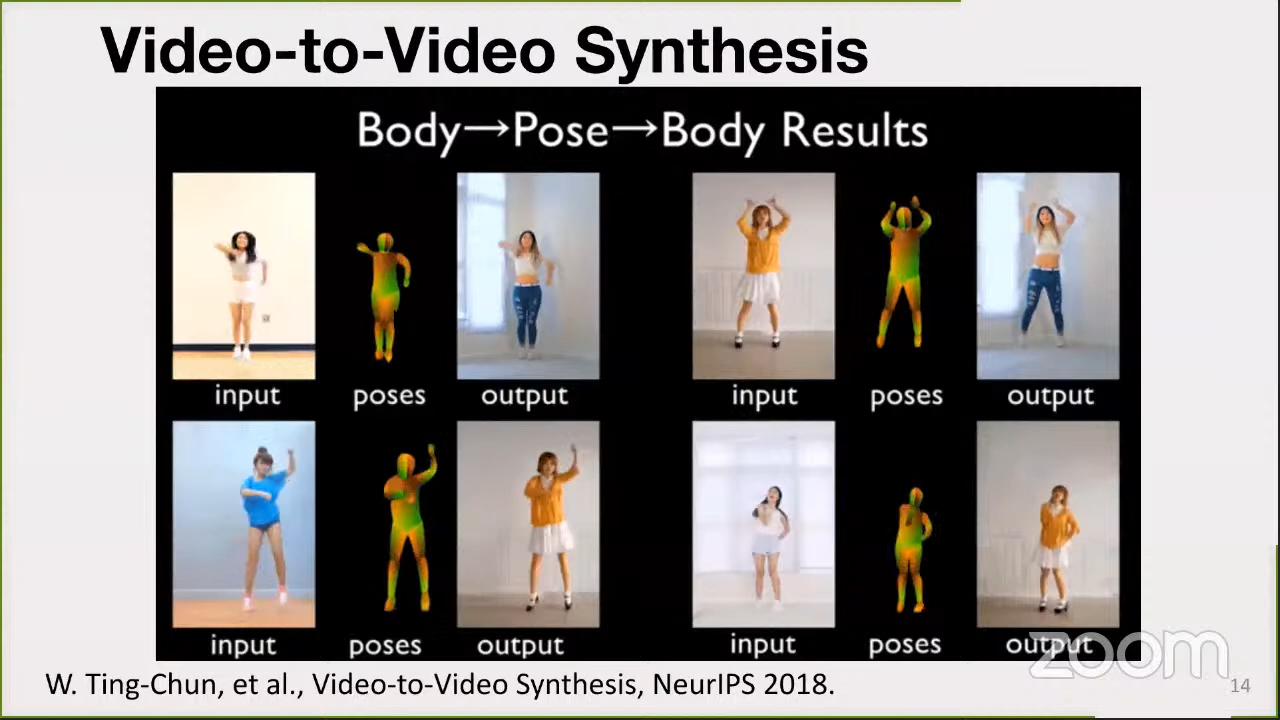 Video-to-Video Synthesis
Body→Pose→Body Results
input poses output input poses output
input poses output input poses output
W. Ting-Chun, et al., Video-to-Video Synthesis, NeurIPS 2018.
zoom
14